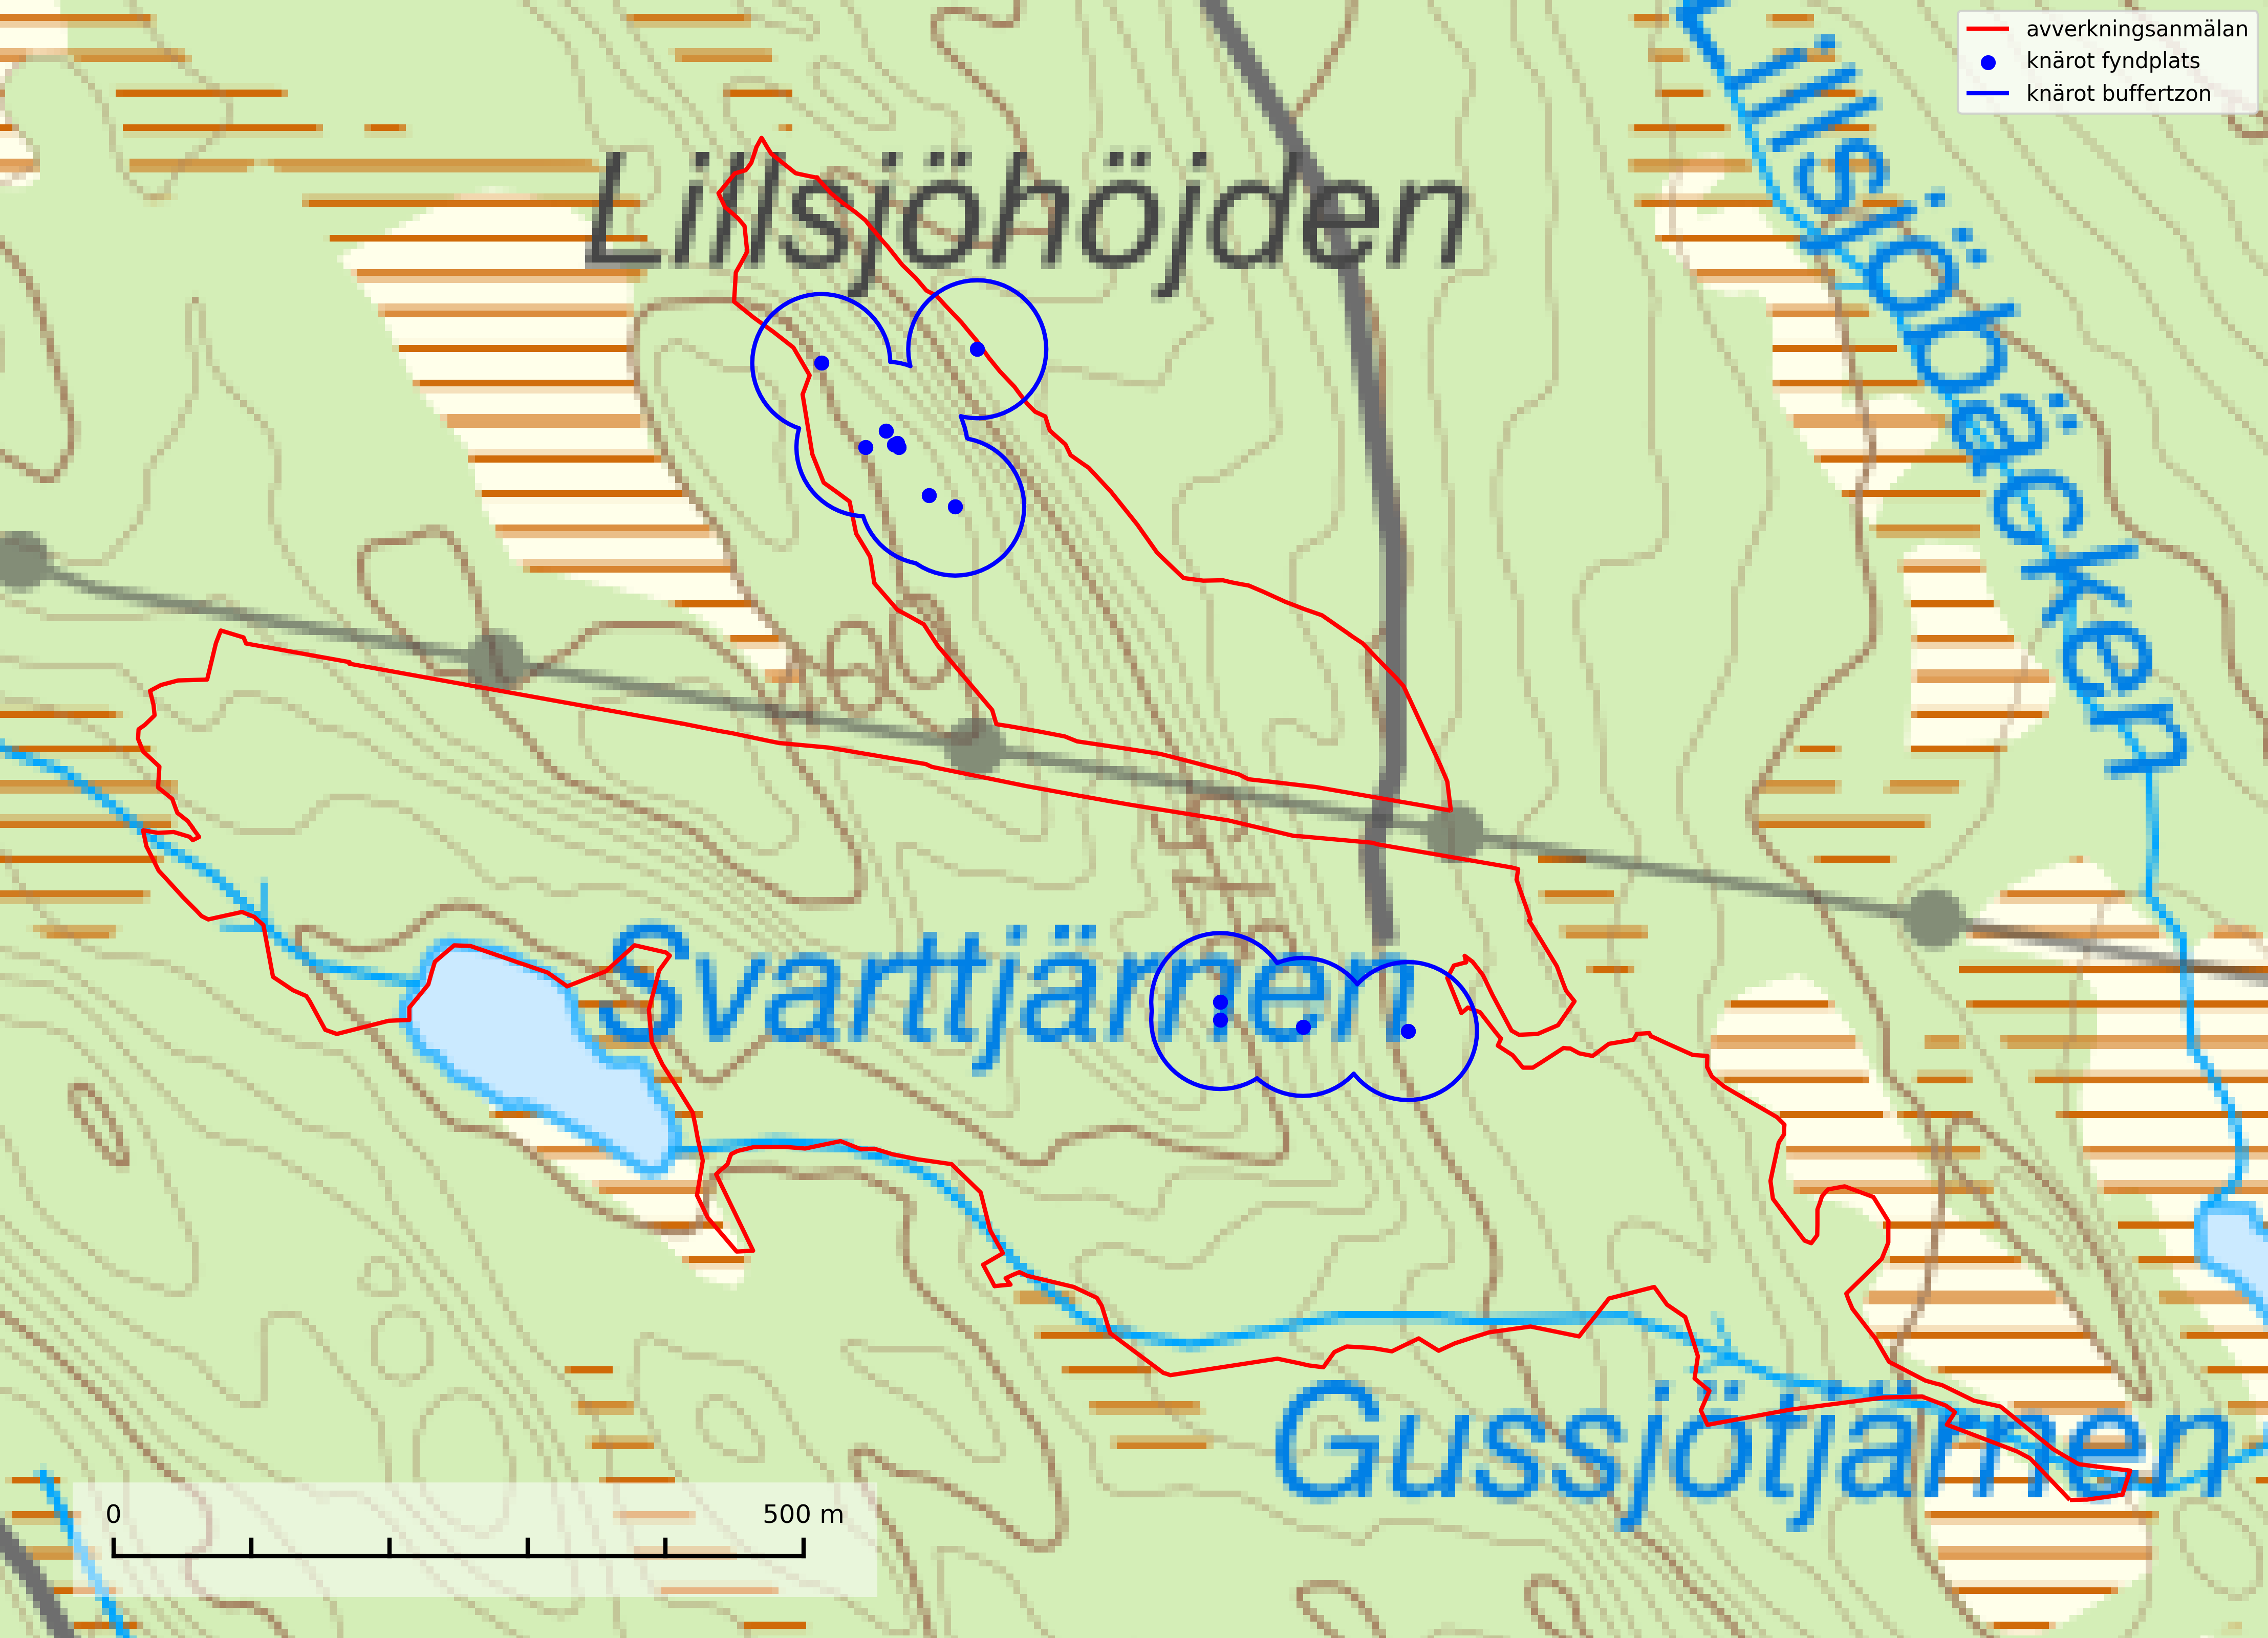 avverkningsanmälan
knärot fyndplats
knärot buffertzon
Lillsjöbäcken
Lillsjöhöjden
Svarttjärnen
Gussjötjärnen
0 500 m